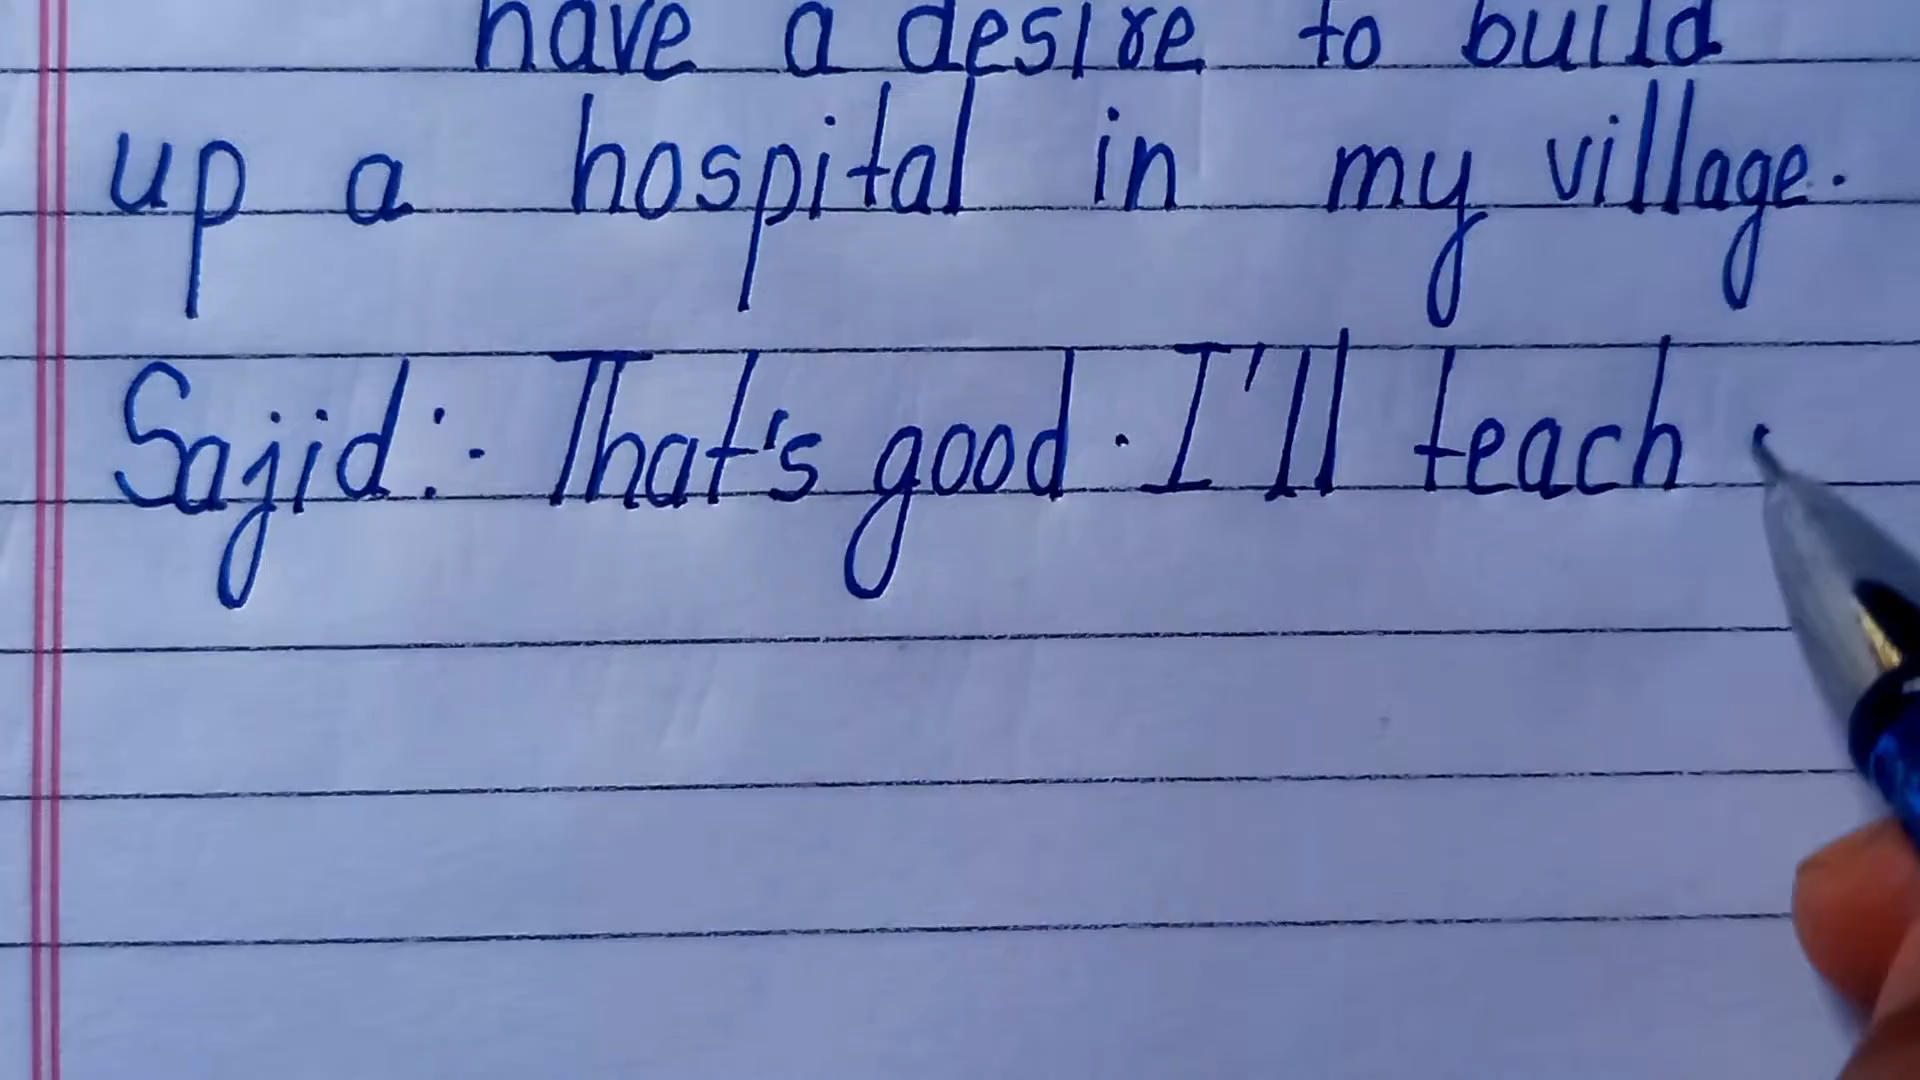 have a desire to build
up a hospital in my village.
Sajid:- That's good. I'll teach